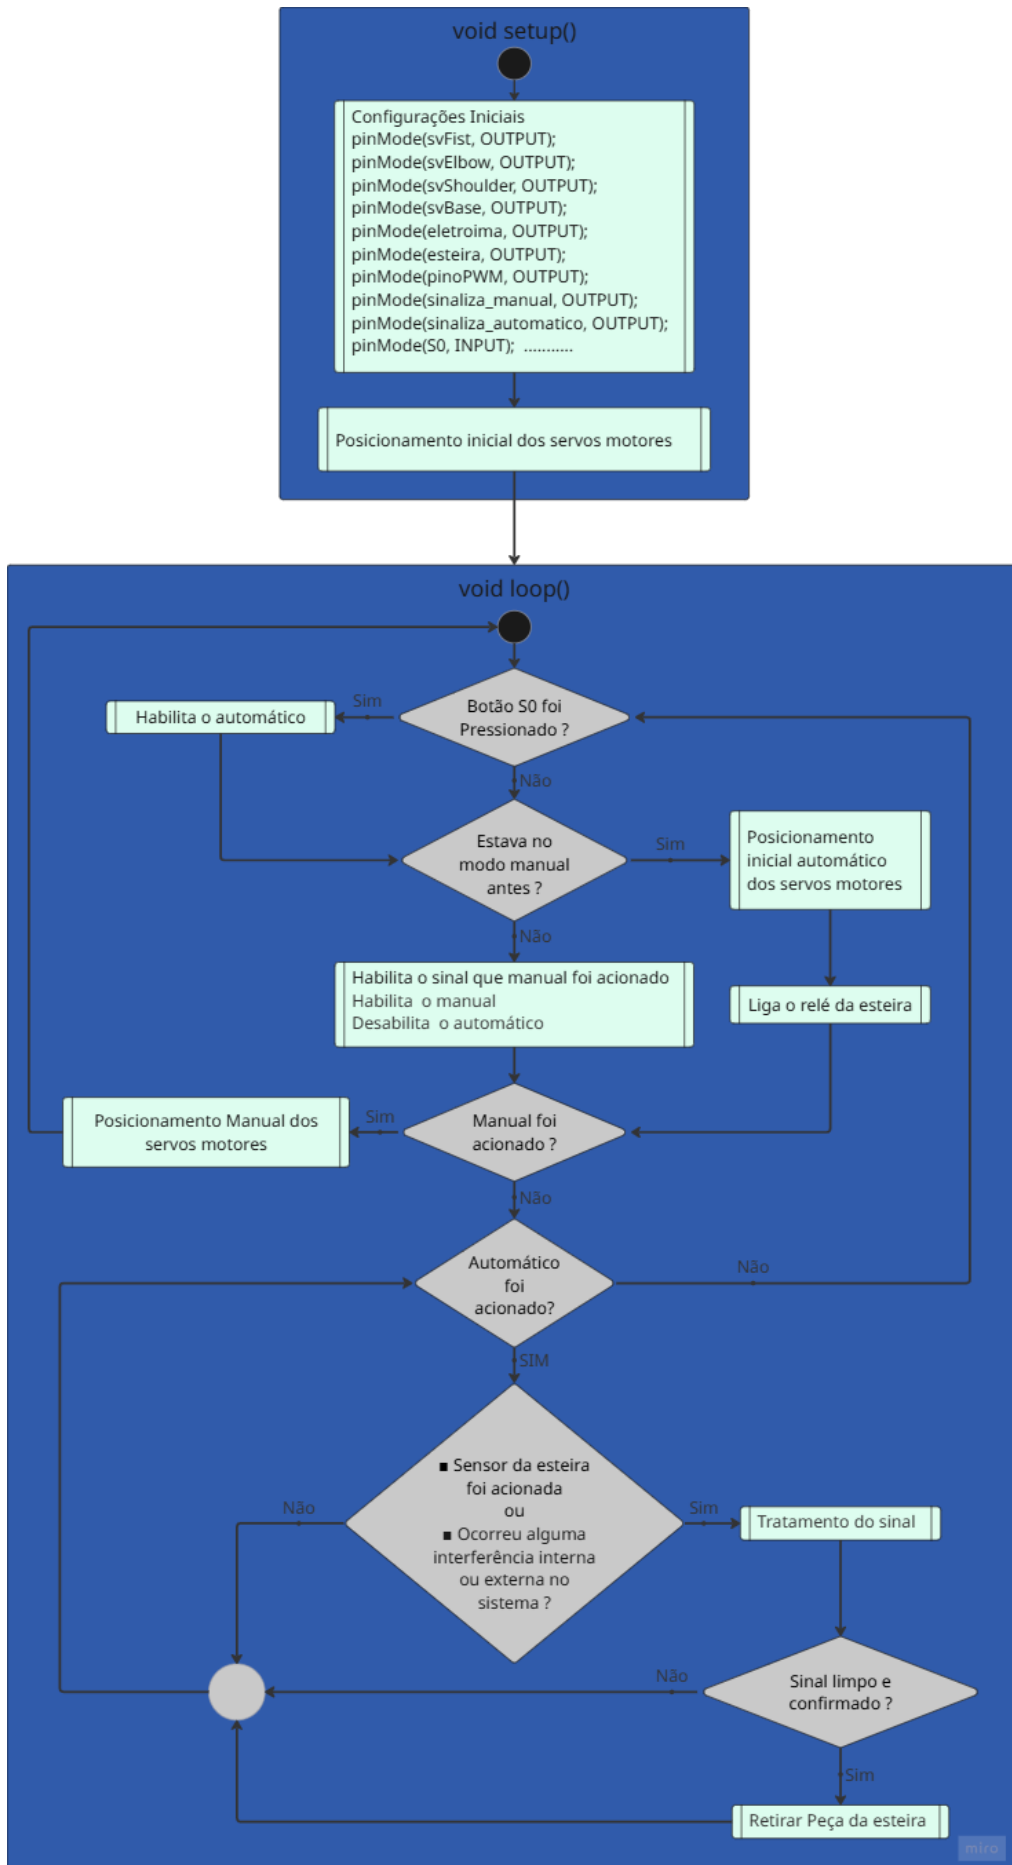 void setup()
Configurações Iniciais
pinMode(svFist, OUTPUT);
pinMode(svElbow, OUTPUT);
pinMode(svShoulder, OUTPUT);
pinMode(svBase, OUTPUT);
pinMode(eletroima, OUTPUT);
pinMode(esteira, OUTPUT);
pinMode(pinoPWM, OUTPUT);
pinMode(sinaliza_manual, OUTPUT);
pinMode(sinaliza_automatico, OUTPUT);
pinMode(S0, INPUT);  ...........
Posicionamento inicial dos servos motores
void loop()
Botão S0 foi
Pressionado ?
Sim
Habilita o automático
Não
Estava no
modo manual
antes ?
Sim
Posicionamento
inicial automático
dos servos motores
Não
Habilita o sinal que manual foi acionado
Habilita  o manual
Desabilita  o automático
Liga o relé da esteira
Manual foi
acionado ?
Sim
Posicionamento Manual dos
servos motores
Não
Automático
foi
acionado?
Não
SIM
▪ Sensor da esteira
foi acionada
ou
▪ Ocorreu alguma
interferência interna
ou externa no
sistema ?
Não
Sim
Tratamento do sinal
Sinal limpo e
confirmado ?
Não
Sim
Retirar Peça da esteira
miro